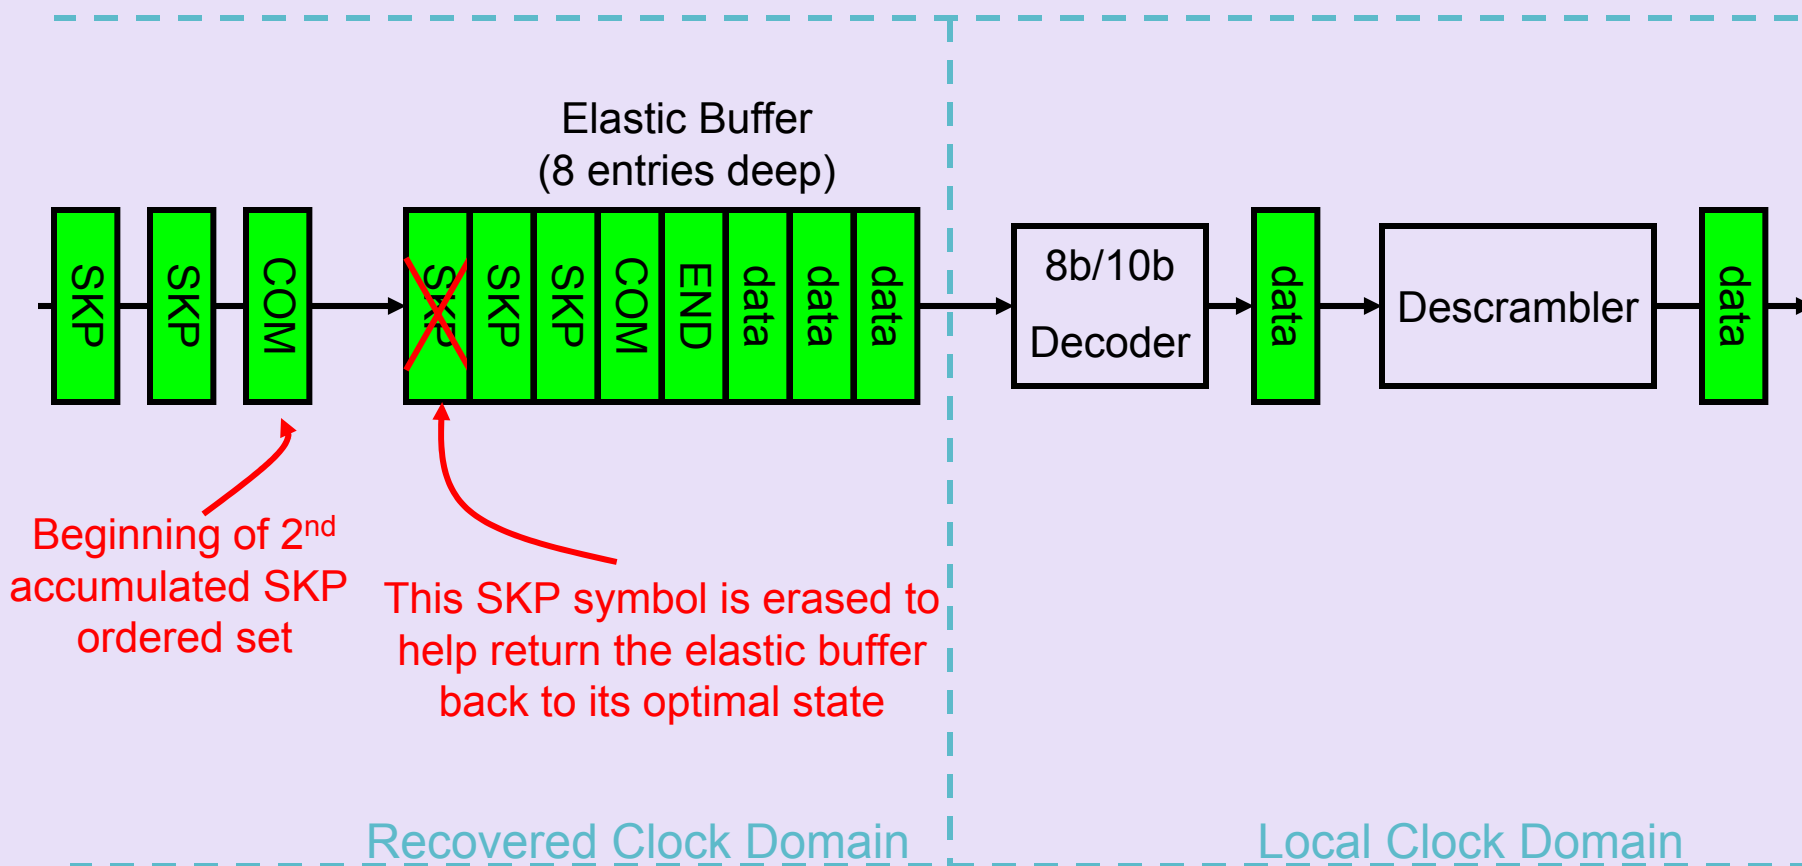 Elastic Buffer
(8 entries deep)
SKP
SKP
COM
SKP
SKP
SKP
COM
END
data
data
data
8b/10b
Decoder
data
Descrambler
data
Beginning of 2nd
accumulated SKP
ordered set
This SKP symbol is erased to
help return the elastic buffer
back to its optimal state
Recovered Clock Domain
Local Clock Domain